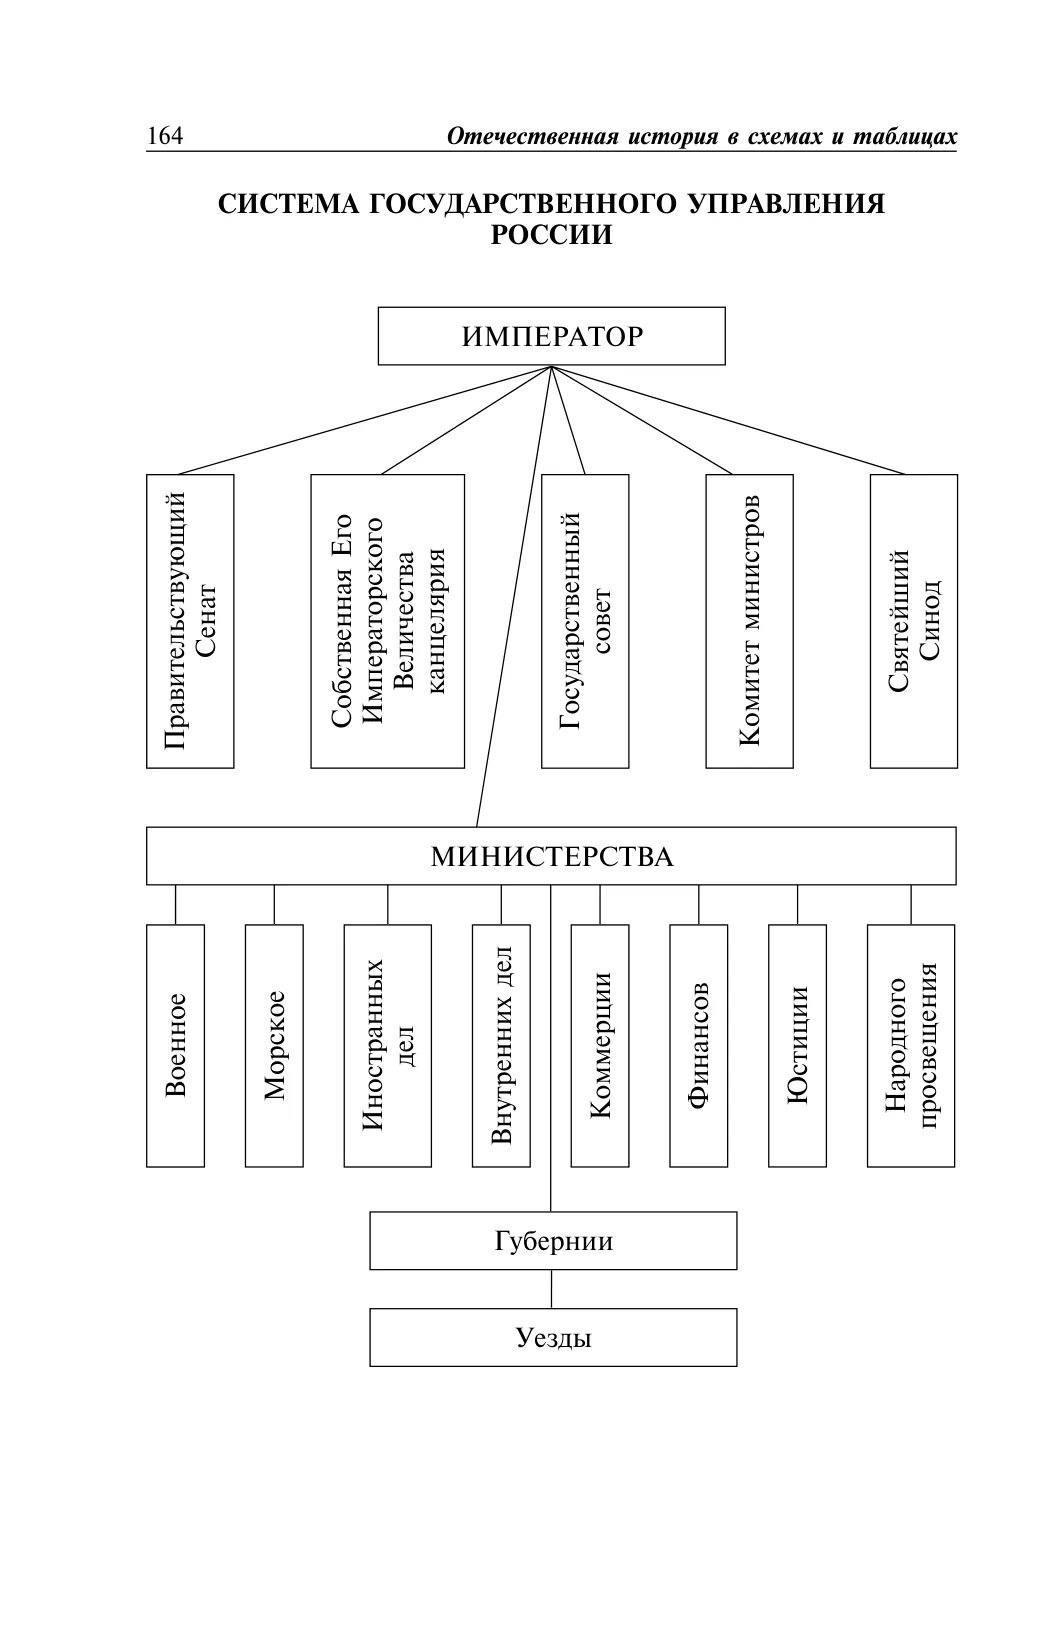 164
Отечественная история в схемах и таблицах
СИСТЕМА ГОСУДАРСТВЕННОГО УПРАВЛЕНИЯ
РОССИИ
ИМПЕРАТОР
Правительствующий
Сенат
Собственная Его
Императорского
Величества
канцелярия
Государственный
совет
Комитет министров
Святейший
Синод
МИНИСТЕРСТВА
Военное
Морское
Иностранных
дел
Внутренних дел
Коммерции
Финансов
Юстиции
Народного
просвещения
Губернии
Уезды